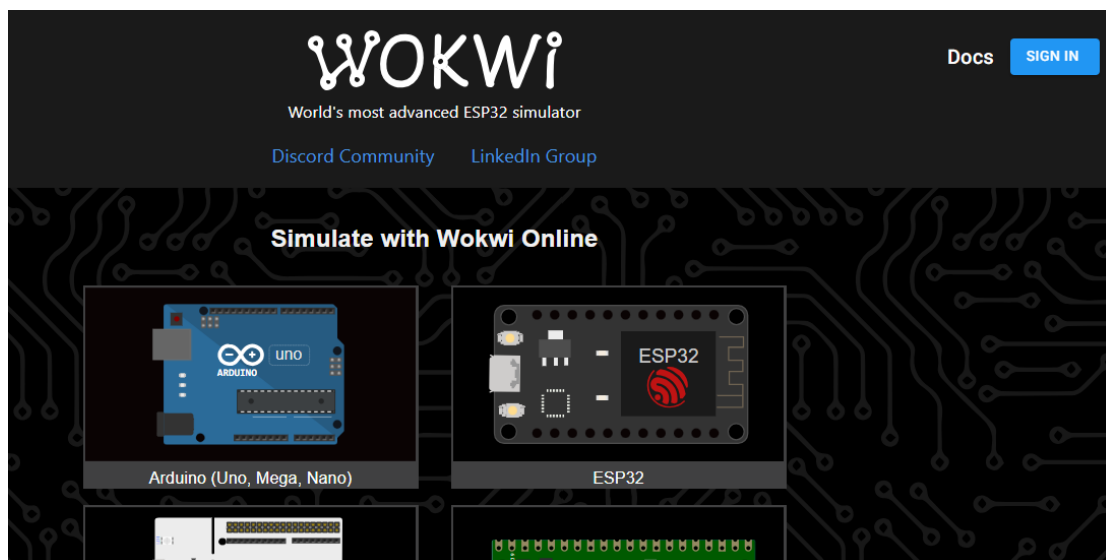 WOKWI
Docs
SIGN IN
World's most advanced ESP32 simulator
Discord Community
LinkedIn Group
Simulate with Wokwi Online
uno
ARDUINO
ESP32
Arduino (Uno, Mega, Nano)
ESP32